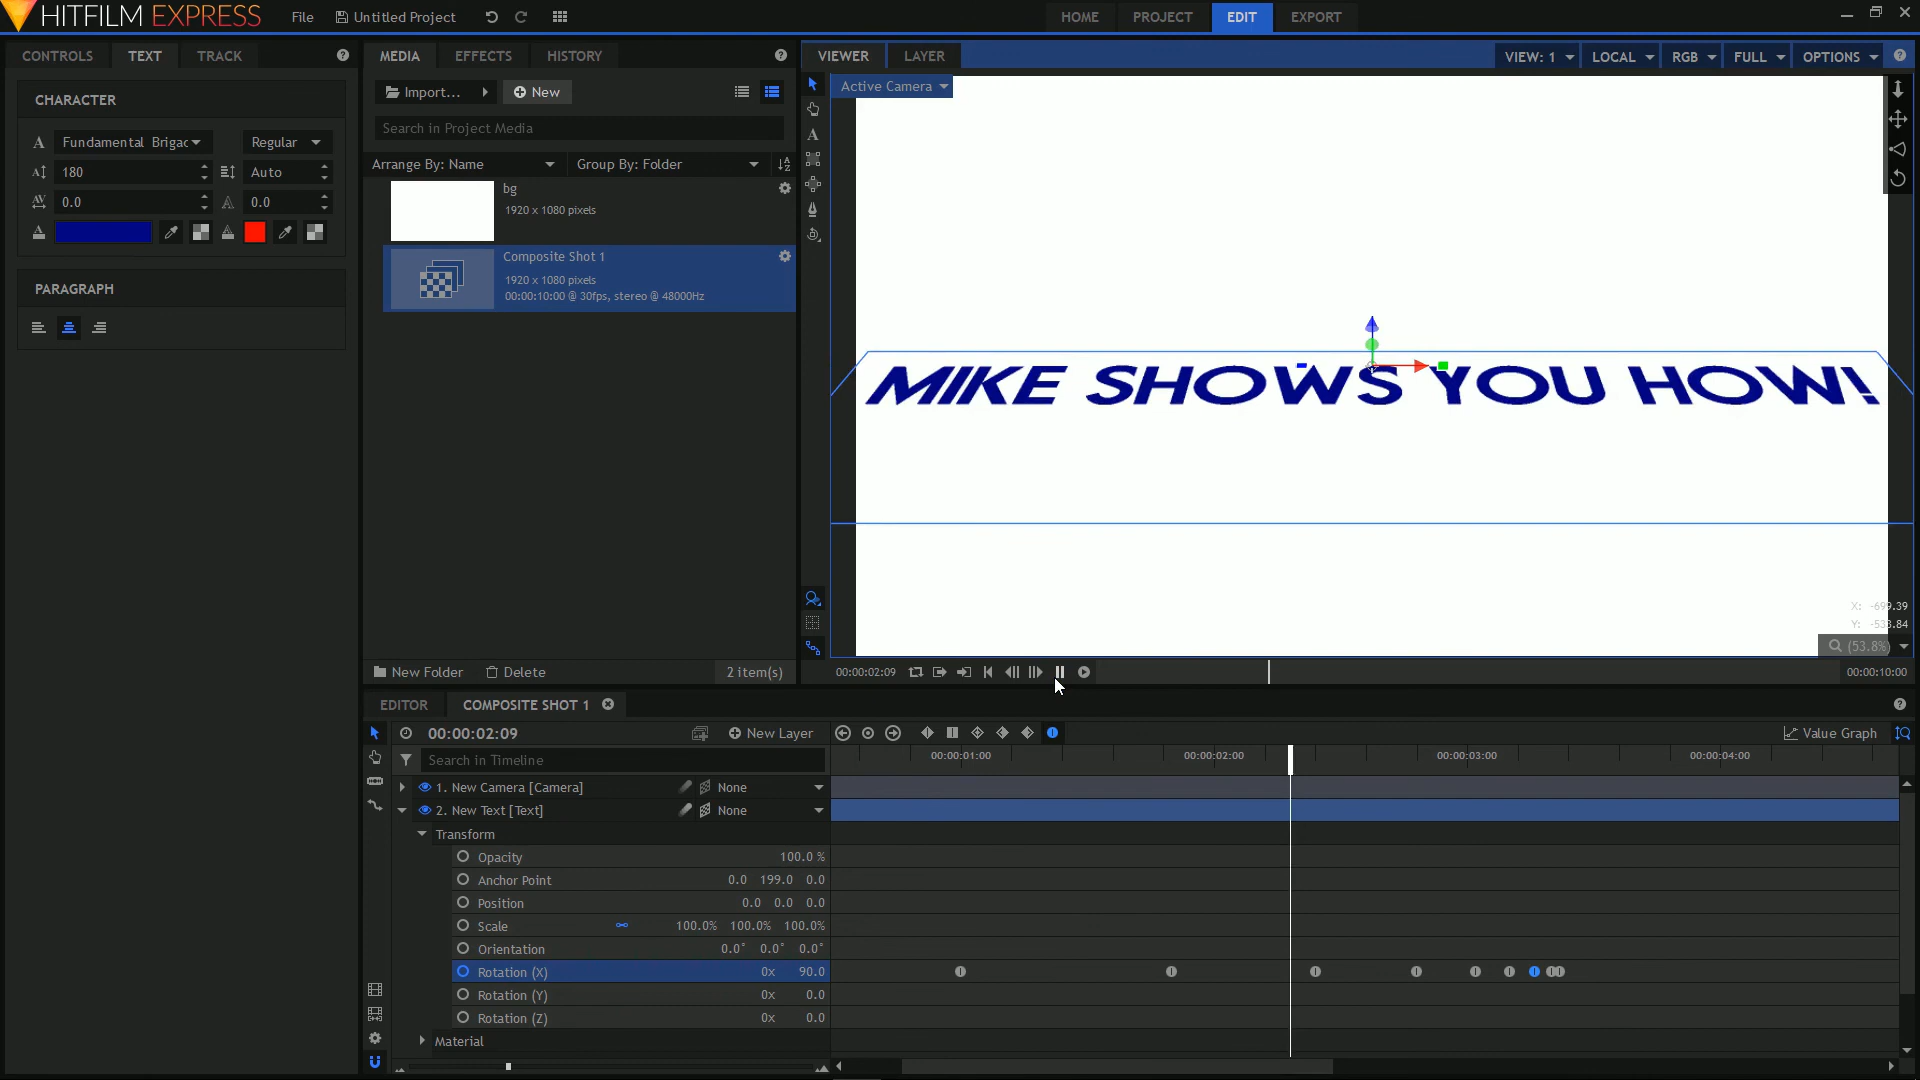 HITFILM EXPRESS
File
Untitled Project
HOME
PROJECT
EDIT
EXPORT
CONTROLS
TEXT
TRACK
CHARACTER
A
Fundamental Brigac
Regular
180
Auto
0.0
0.0
PARAGRAPH
MEDIA
EFFECTS
HISTORY
Import...
New
Search in Project Media
Arrange By: Name
Group By: Folder
bg
1920 x 1080 pixels
Composite Shot 1
1920 x 1080 pixels
00:00:10:00 @ 30fps, stereo @ 48000Hz
New Folder
Delete
2 item(s)
VIEWER
LAYER
VIEW: 1
LOCAL
RGB
FULL
OPTIONS
Active Camera
MIKE SHOWS YOU HOW!
(53.8%)
00:00:02:09
00:00:10:00
EDITOR
COMPOSITE SHOT 1
00:00:02:09
New Layer
Value Graph
Search in Timeline
00:00:01:00
00:00:02:00
00:00:03:00
00:00:04:00
1. New Camera [Camera]
None
2. New Text [Text]
None
Transform
Opacity
100.0 %
Anchor Point
0.0 199.0 0.0
Position
0.0 0.0 0.0
Scale
100.0% 100.0% 100.0%
Orientation
0.0° 0.0° 0.0°
Rotation (X)
0x 90.0
Rotation (Y)
0x 0.0
Rotation (Z)
0x 0.0
Material